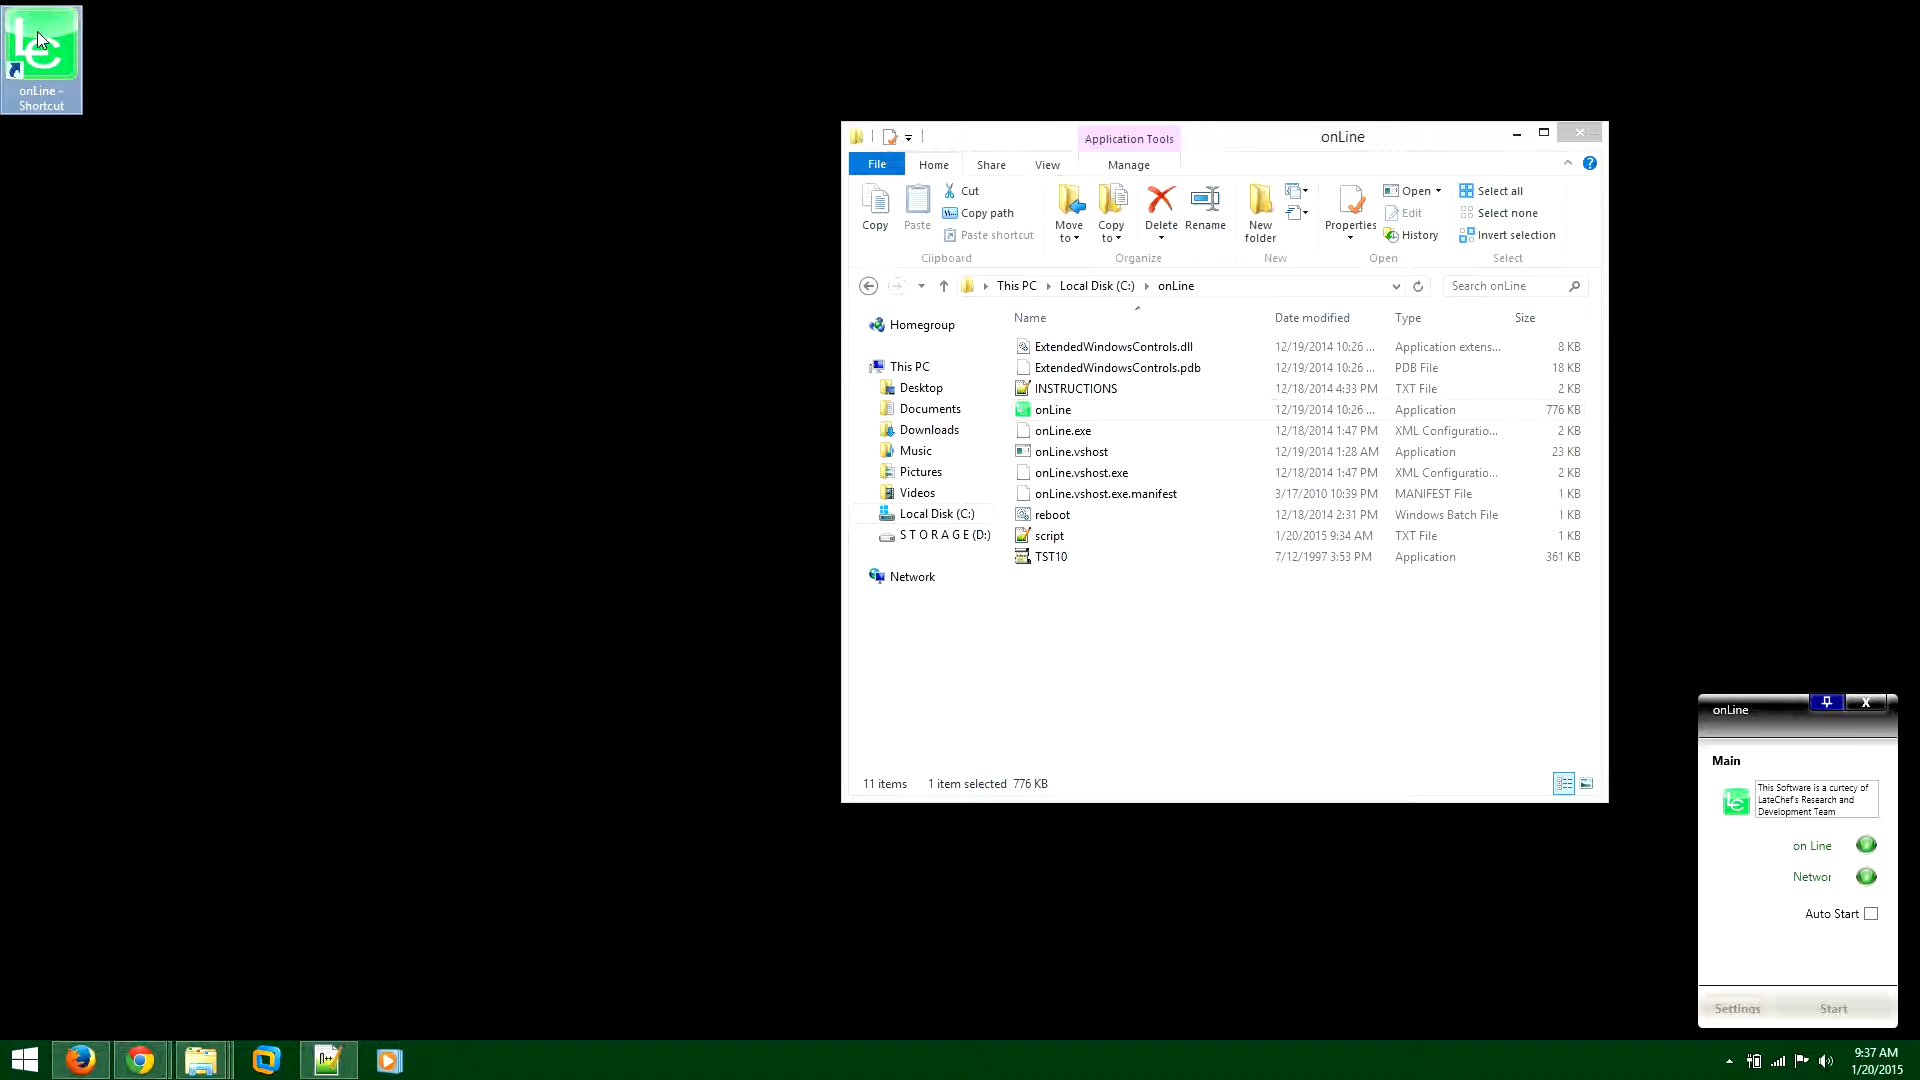 onLine -
Shortcut
Application Tools
onLine
File
Home
Share
View
Manage
Copy
Paste
Cut
Copy path
Paste shortcut
Clipboard
Move
to
Copy
to
Delete
Rename
Organize
New
folder
New
Properties
Open
Edit
History
Open
Select all
Select none
Invert selection
Select
This PC
Local Disk (C:)
onLine
Search onLine
Homegroup
This PC
Desktop
Documents
Downloads
Music
Pictures
Videos
Local Disk (C:)
S T O R A G E (D:)
Network
Name Date modified Type Size
ExtendedWindowsControls.dll 12/19/2014 10:26 ... Application extens... 8 KB
ExtendedWindowsControls.pdb 12/19/2014 10:26 ... PDB File 18 KB
INSTRUCTIONS 12/18/2014 4:33 PM TXT File 2 KB
onLine 12/19/2014 10:26 ... Application 776 KB
onLine.exe 12/18/2014 1:47 PM XML Configuratio... 2 KB
onLine.vshost 12/19/2014 1:28 AM Application 23 KB
onLine.vshost.exe 12/18/2014 1:47 PM XML Configuratio... 2 KB
onLine.vshost.exe.manifest 3/17/2010 10:39 PM MANIFEST File 1 KB
reboot 12/18/2014 2:31 PM Windows Batch File 1 KB
script 1/20/2015 9:34 AM TXT File 1 KB
TST10 7/12/1997 3:53 PM Application 361 KB
11 items 1 item selected 776 KB
onLine
X
Main
Le
This Software is a curtecy of
LateChef's Research and
Development Team
on Line
Networ
Auto Start
Settings
Start
9:37 AM
1/20/2015